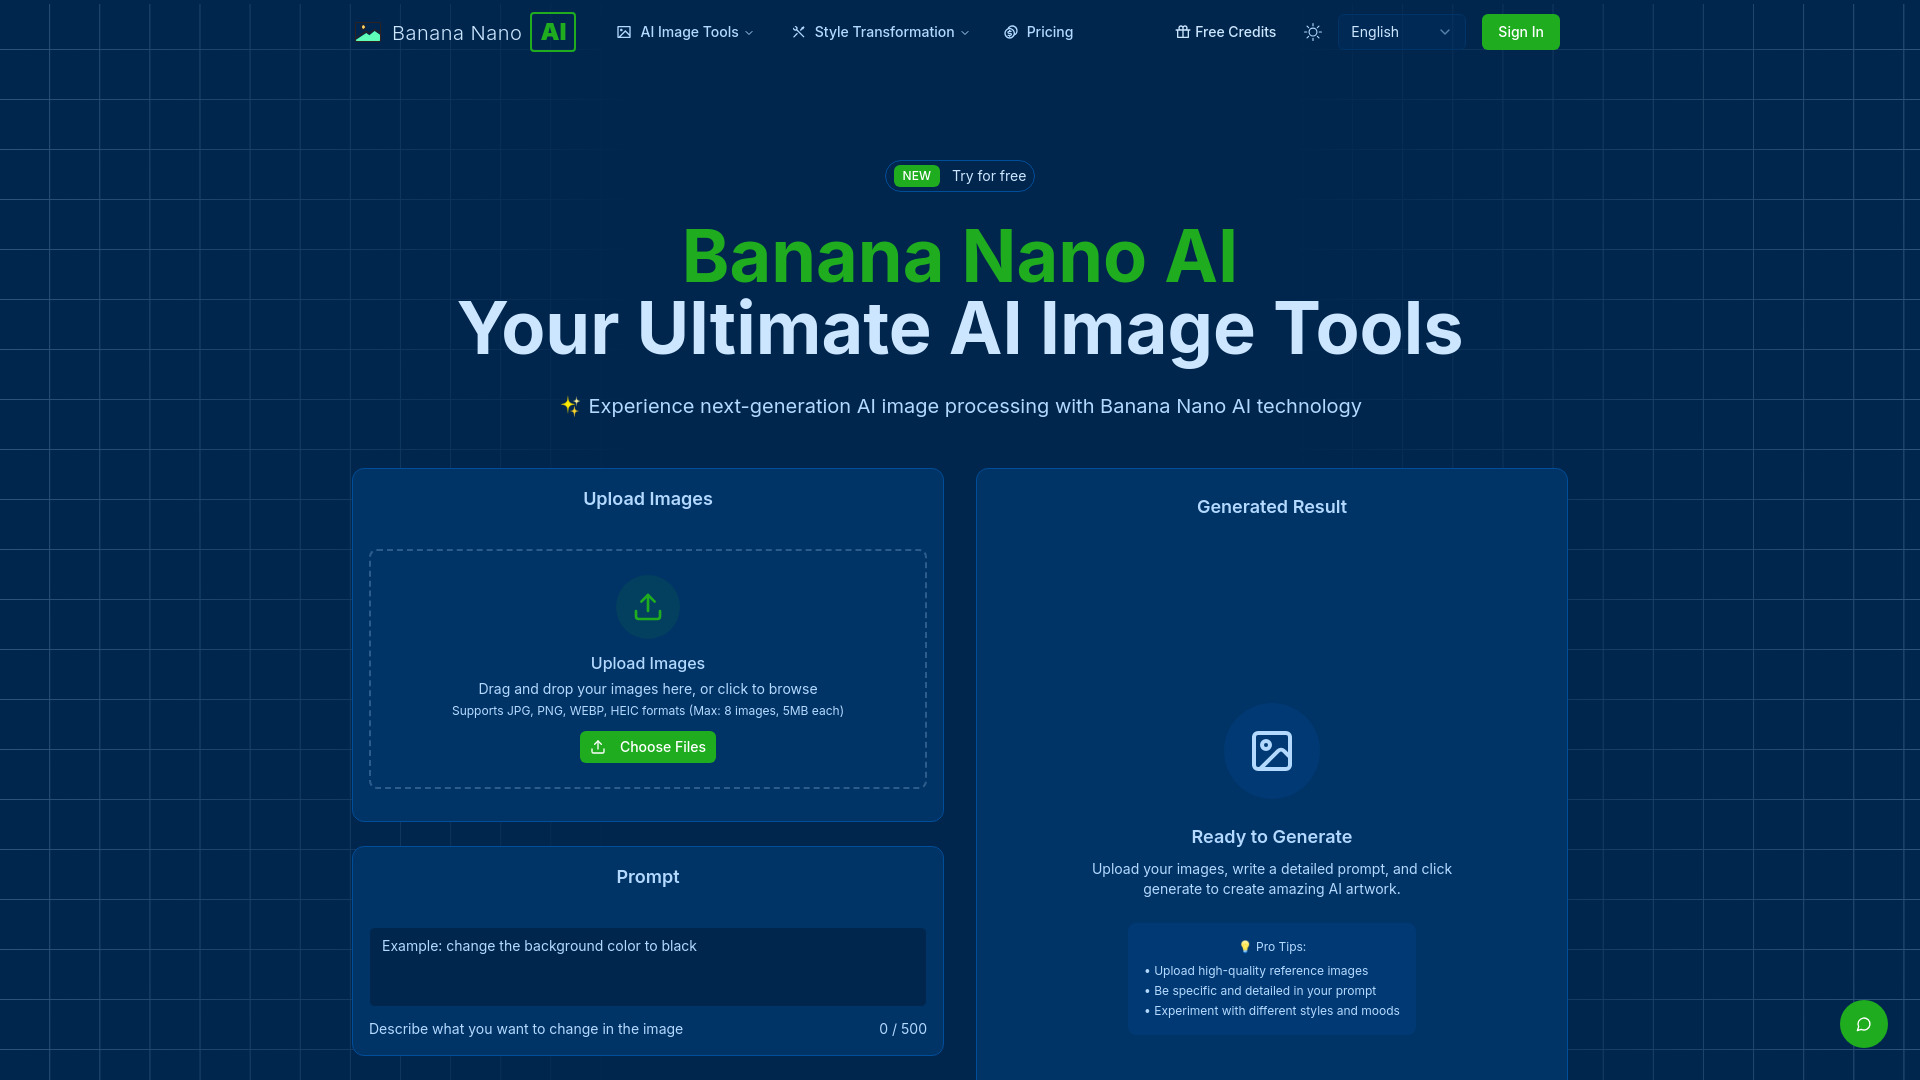 Banana Nano AI
AI Image Tools
Style Transformation
Pricing
Free Credits
English
Sign In
NEW Try for free
Banana Nano AI
Your Ultimate AI Image Tools
✨ Experience next-generation AI image processing with Banana Nano AI technology
Upload Images
Upload Images
Drag and drop your images here, or click to browse
Supports JPG, PNG, WEBP, HEIC formats (Max: 8 images, 5MB each)
Choose Files
Prompt
Example: change the background color to black
Describe what you want to change in the image
0 / 500
Generated Result
Ready to Generate
Upload your images, write a detailed prompt, and click
generate to create amazing AI artwork.
💡 Pro Tips:
• Upload high-quality reference images
• Be specific and detailed in your prompt
• Experiment with different styles and moods